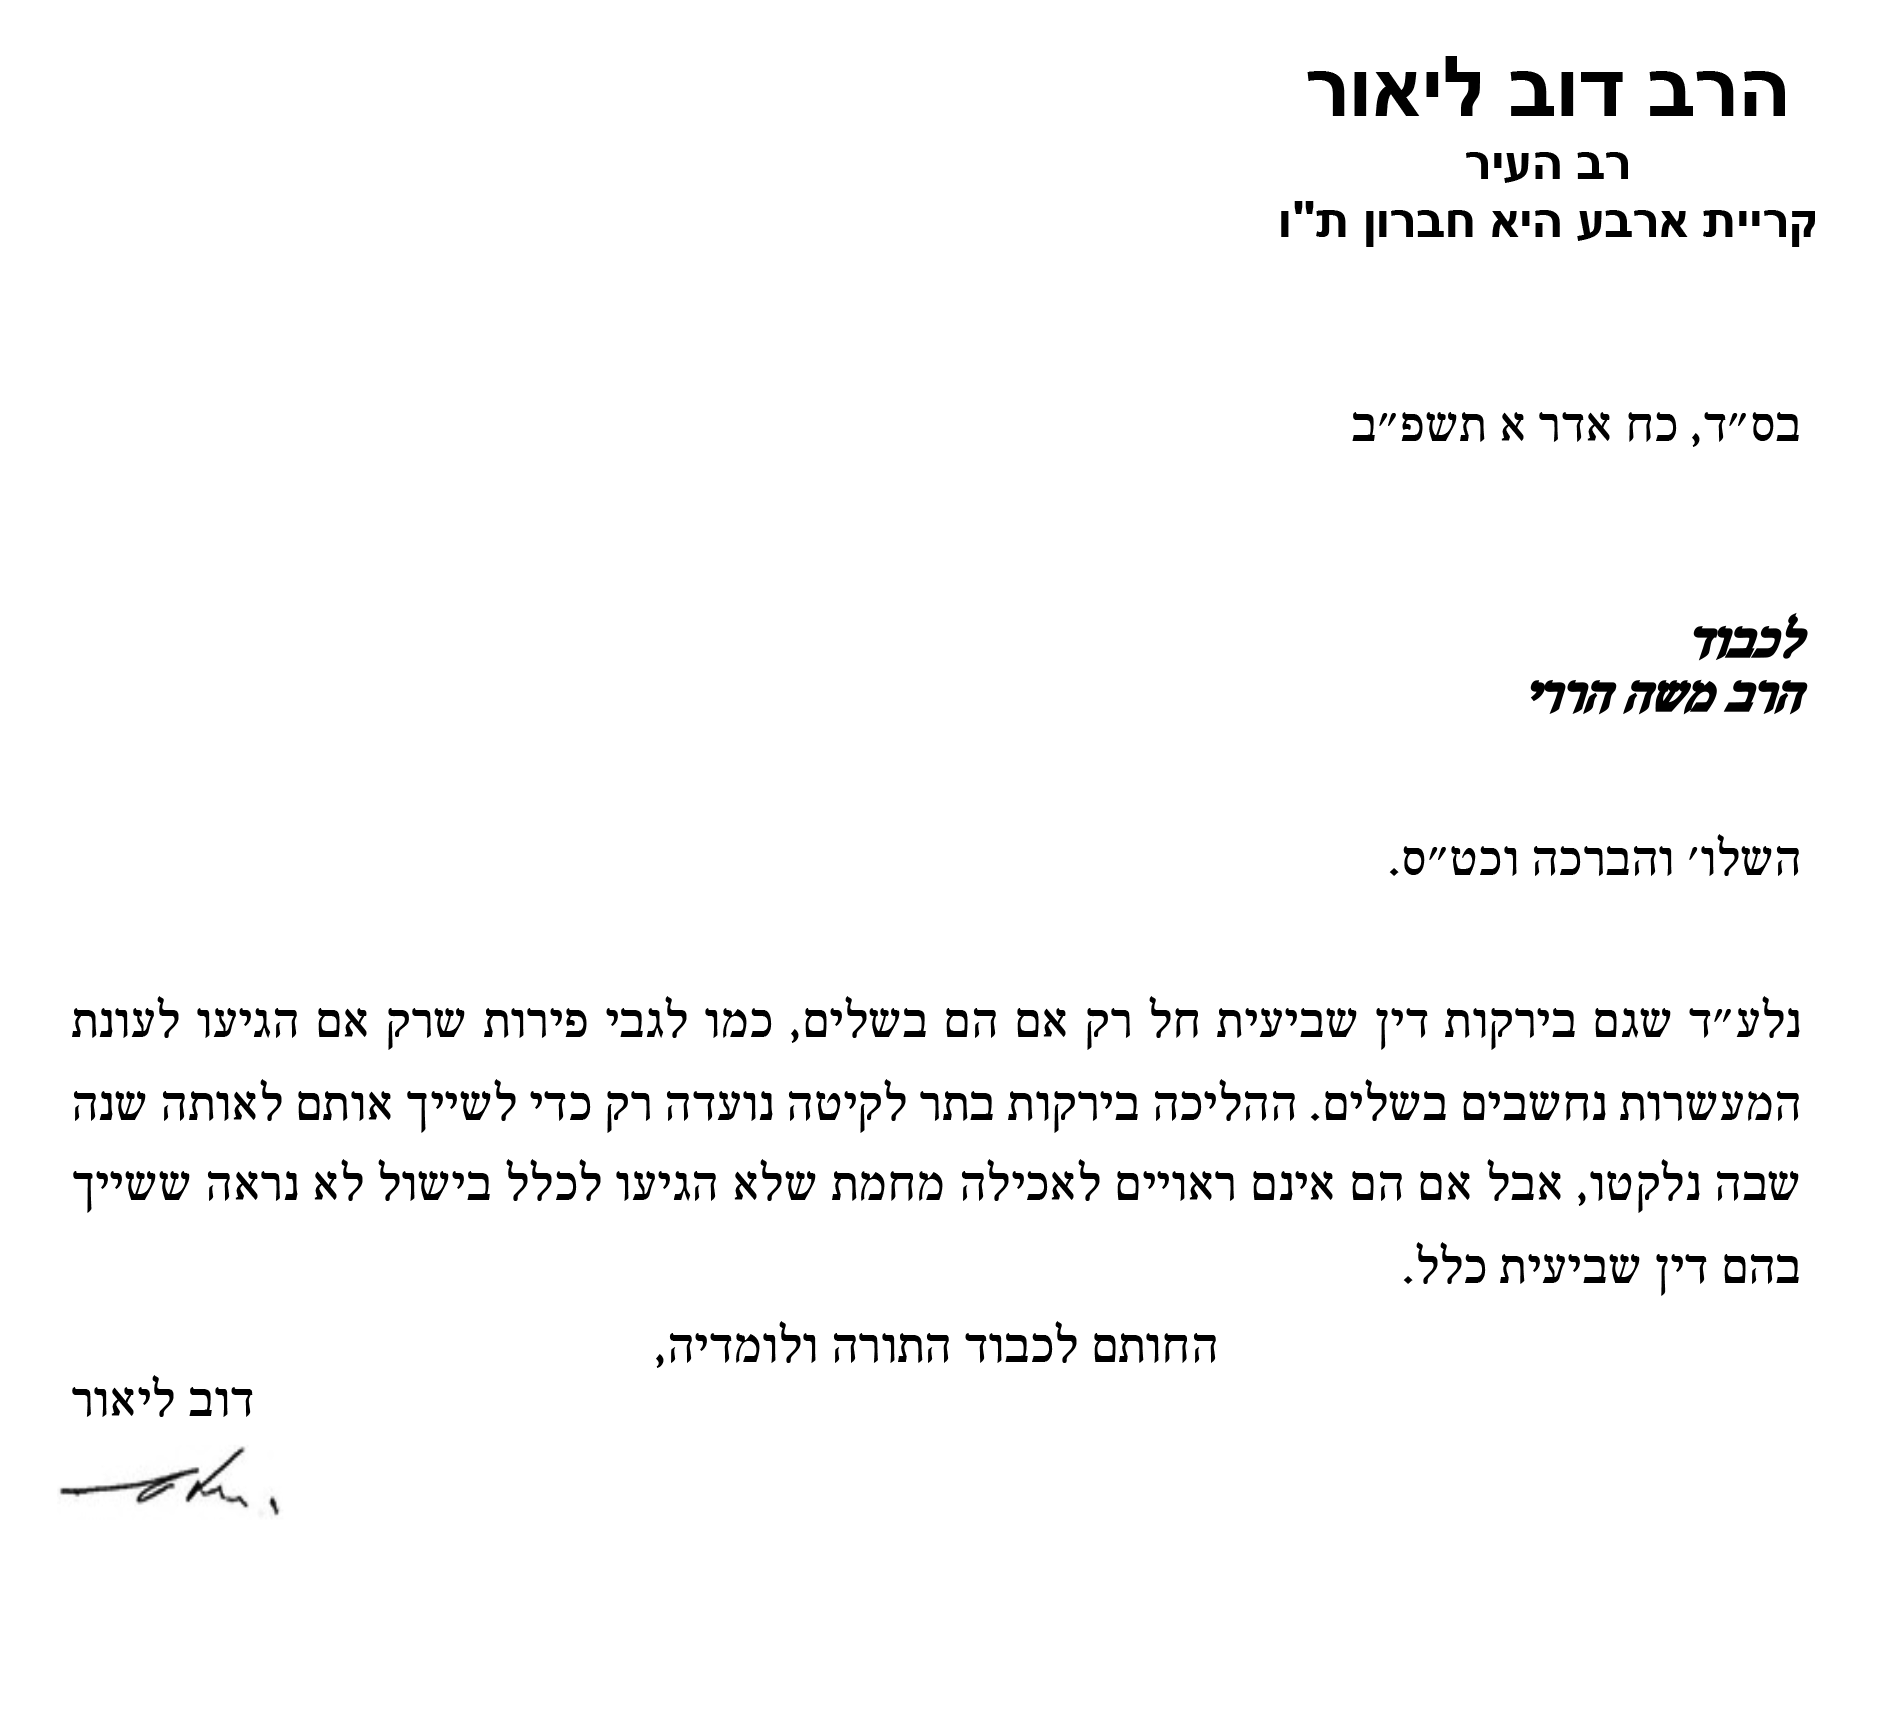 הרב דוב ליאור
רב העיר
קריית ארבע היא חברון ת"ו
בס״ד, כח אדר א תשפ״ב
לכבוד
הרב משה הררי
השלו׳ והברכה וכט״ס.
נלע״ד שגם בירקות דין שביעית חל רק אם הם בשלים, כמו לגבי פירות שרק אם הגיעו לעונת
המעשרות נחשבים בשלים. ההליכה בירקות בתר לקיטה נועדה רק כדי לשייך אותם לאותה שנה
שבה נלקטו, אבל אם הם אינם ראויים לאכילה מחמת שלא הגיעו לכלל בישול לא נראה ששייך
בהם דין שביעית כלל.
החותם לכבוד התורה ולומדיה,
דוב ליאור